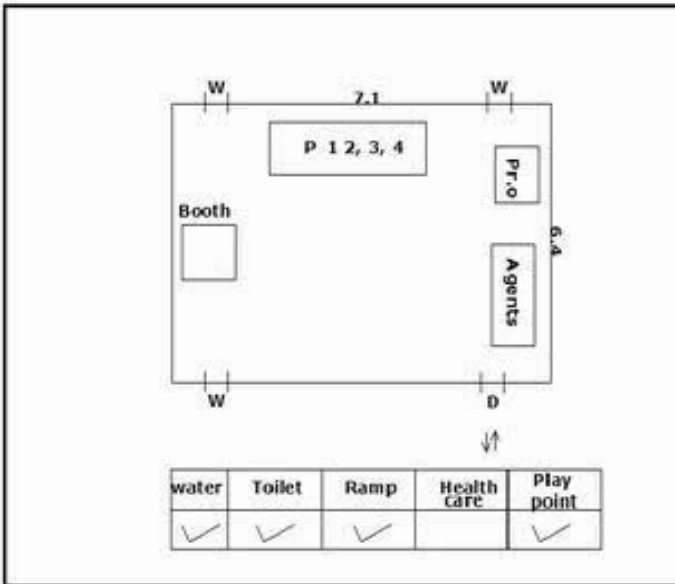 W W
7.1
P 1 2, 3, 4
Pr.o
Booth
6.4
Agents
W D
water Toilet Ramp Health care Play point